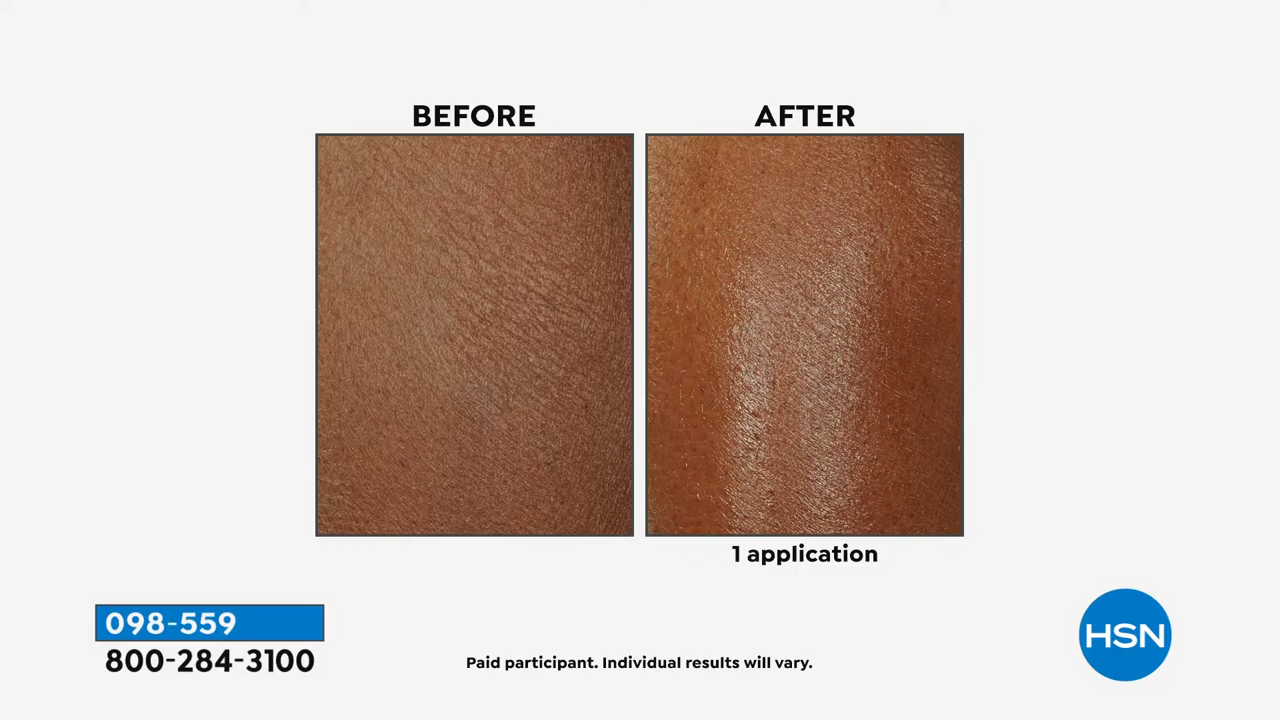 BEFORE
AFTER
1 application
098-559
800-284-3100
Paid participant. Individual results will vary.
HSN